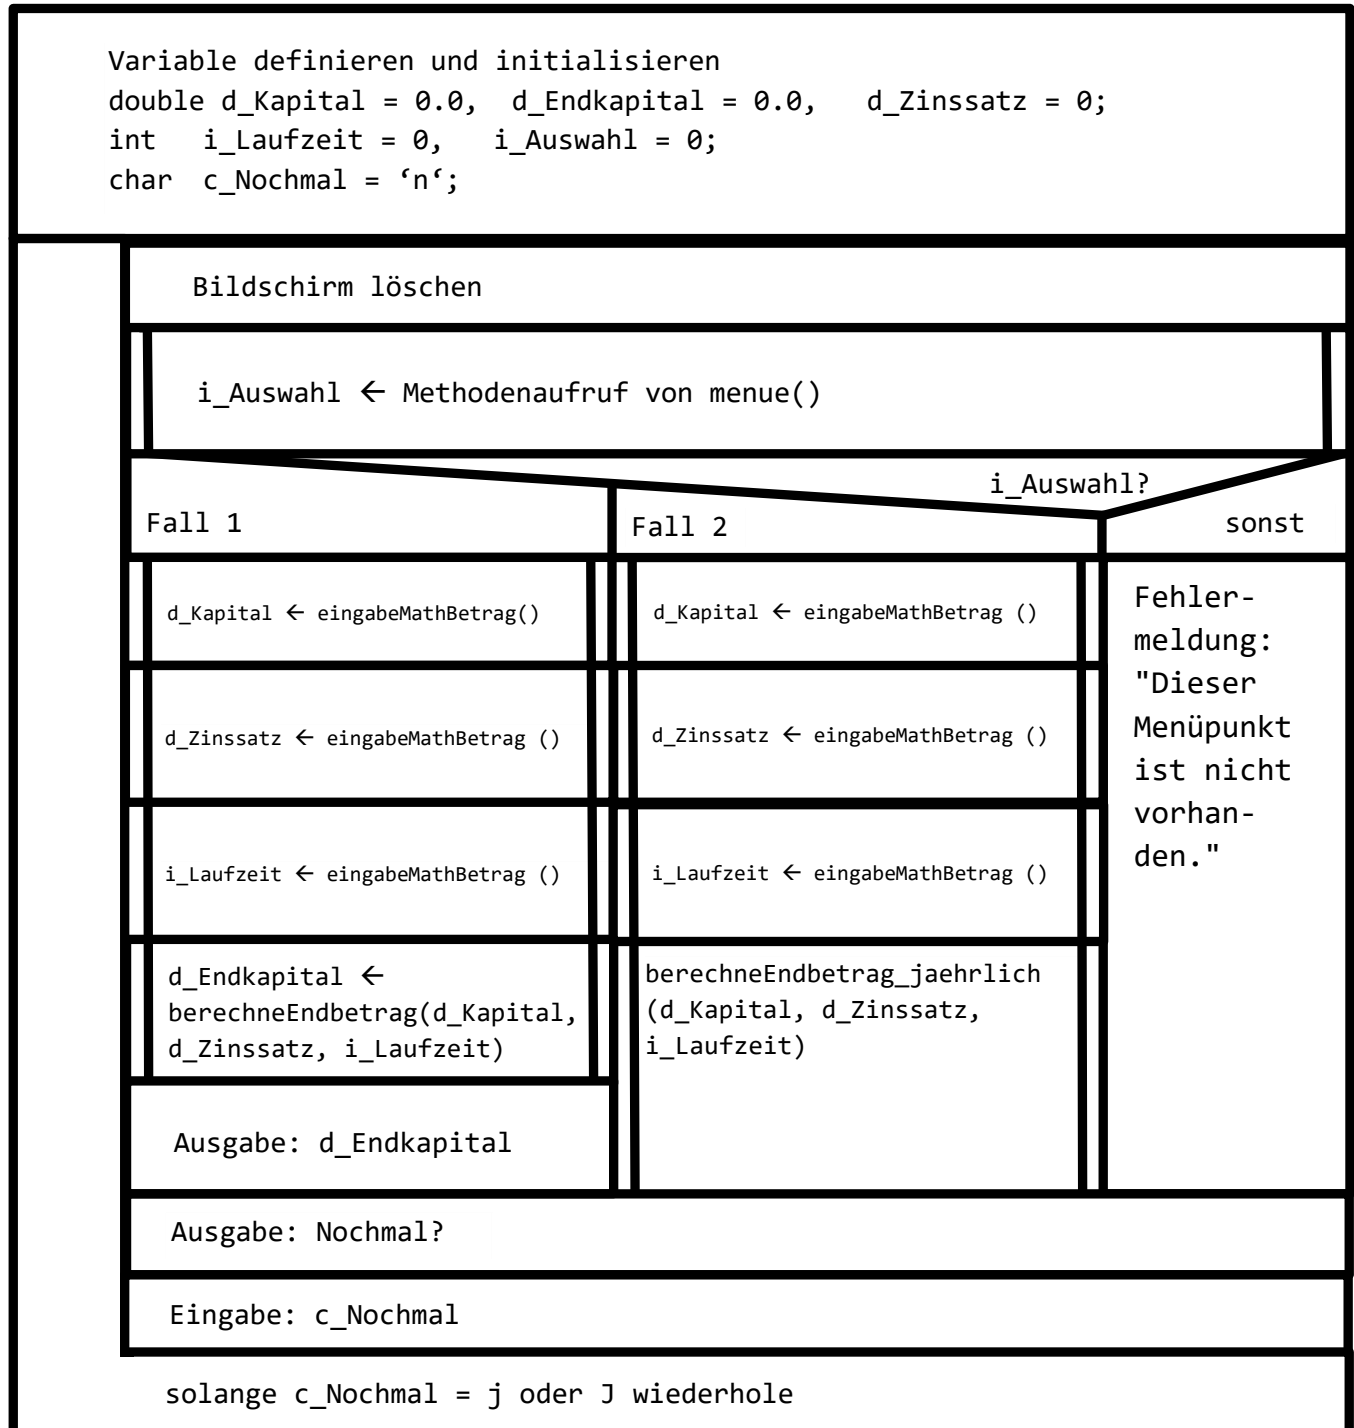 Variable definieren und initialisieren
double d_Kapital = 0.0,  d_Endkapital = 0.0,   d_Zinssatz = 0;
int   i_Laufzeit = 0,   i_Auswahl = 0;
char  c_Nochmal = ‘n‘;
Bildschirm löschen
i_Auswahl ← Methodenaufruf von menue()
i_Auswahl?
Fall 1
Fall 2
sonst
d_Kapital ← eingabeMathBetrag()
d_Zinssatz ← eingabeMathBetrag ()
i_Laufzeit ← eingabeMathBetrag ()
d_Endkapital ←
berechneEndbetrag(d_Kapital,
d_Zinssatz, i_Laufzeit)
Ausgabe: d_Endkapital
d_Kapital ← eingabeMathBetrag ()
d_Zinssatz ← eingabeMathBetrag ()
i_Laufzeit ← eingabeMathBetrag ()
berechneEndbetrag_jaehrlich
(d_Kapital, d_Zinssatz,
i_Laufzeit)
Fehler-
meldung:
"Dieser
Menüpunkt
ist nicht
vorhan-
den."
Ausgabe: Nochmal?
Eingabe: c_Nochmal
solange c_Nochmal = j oder J wiederhole